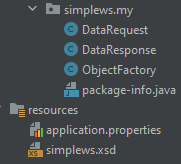 simplews.my
DataRequest
DataResponse
ObjectFactory
package-info.java
resources
application.properties
simplews.xsd